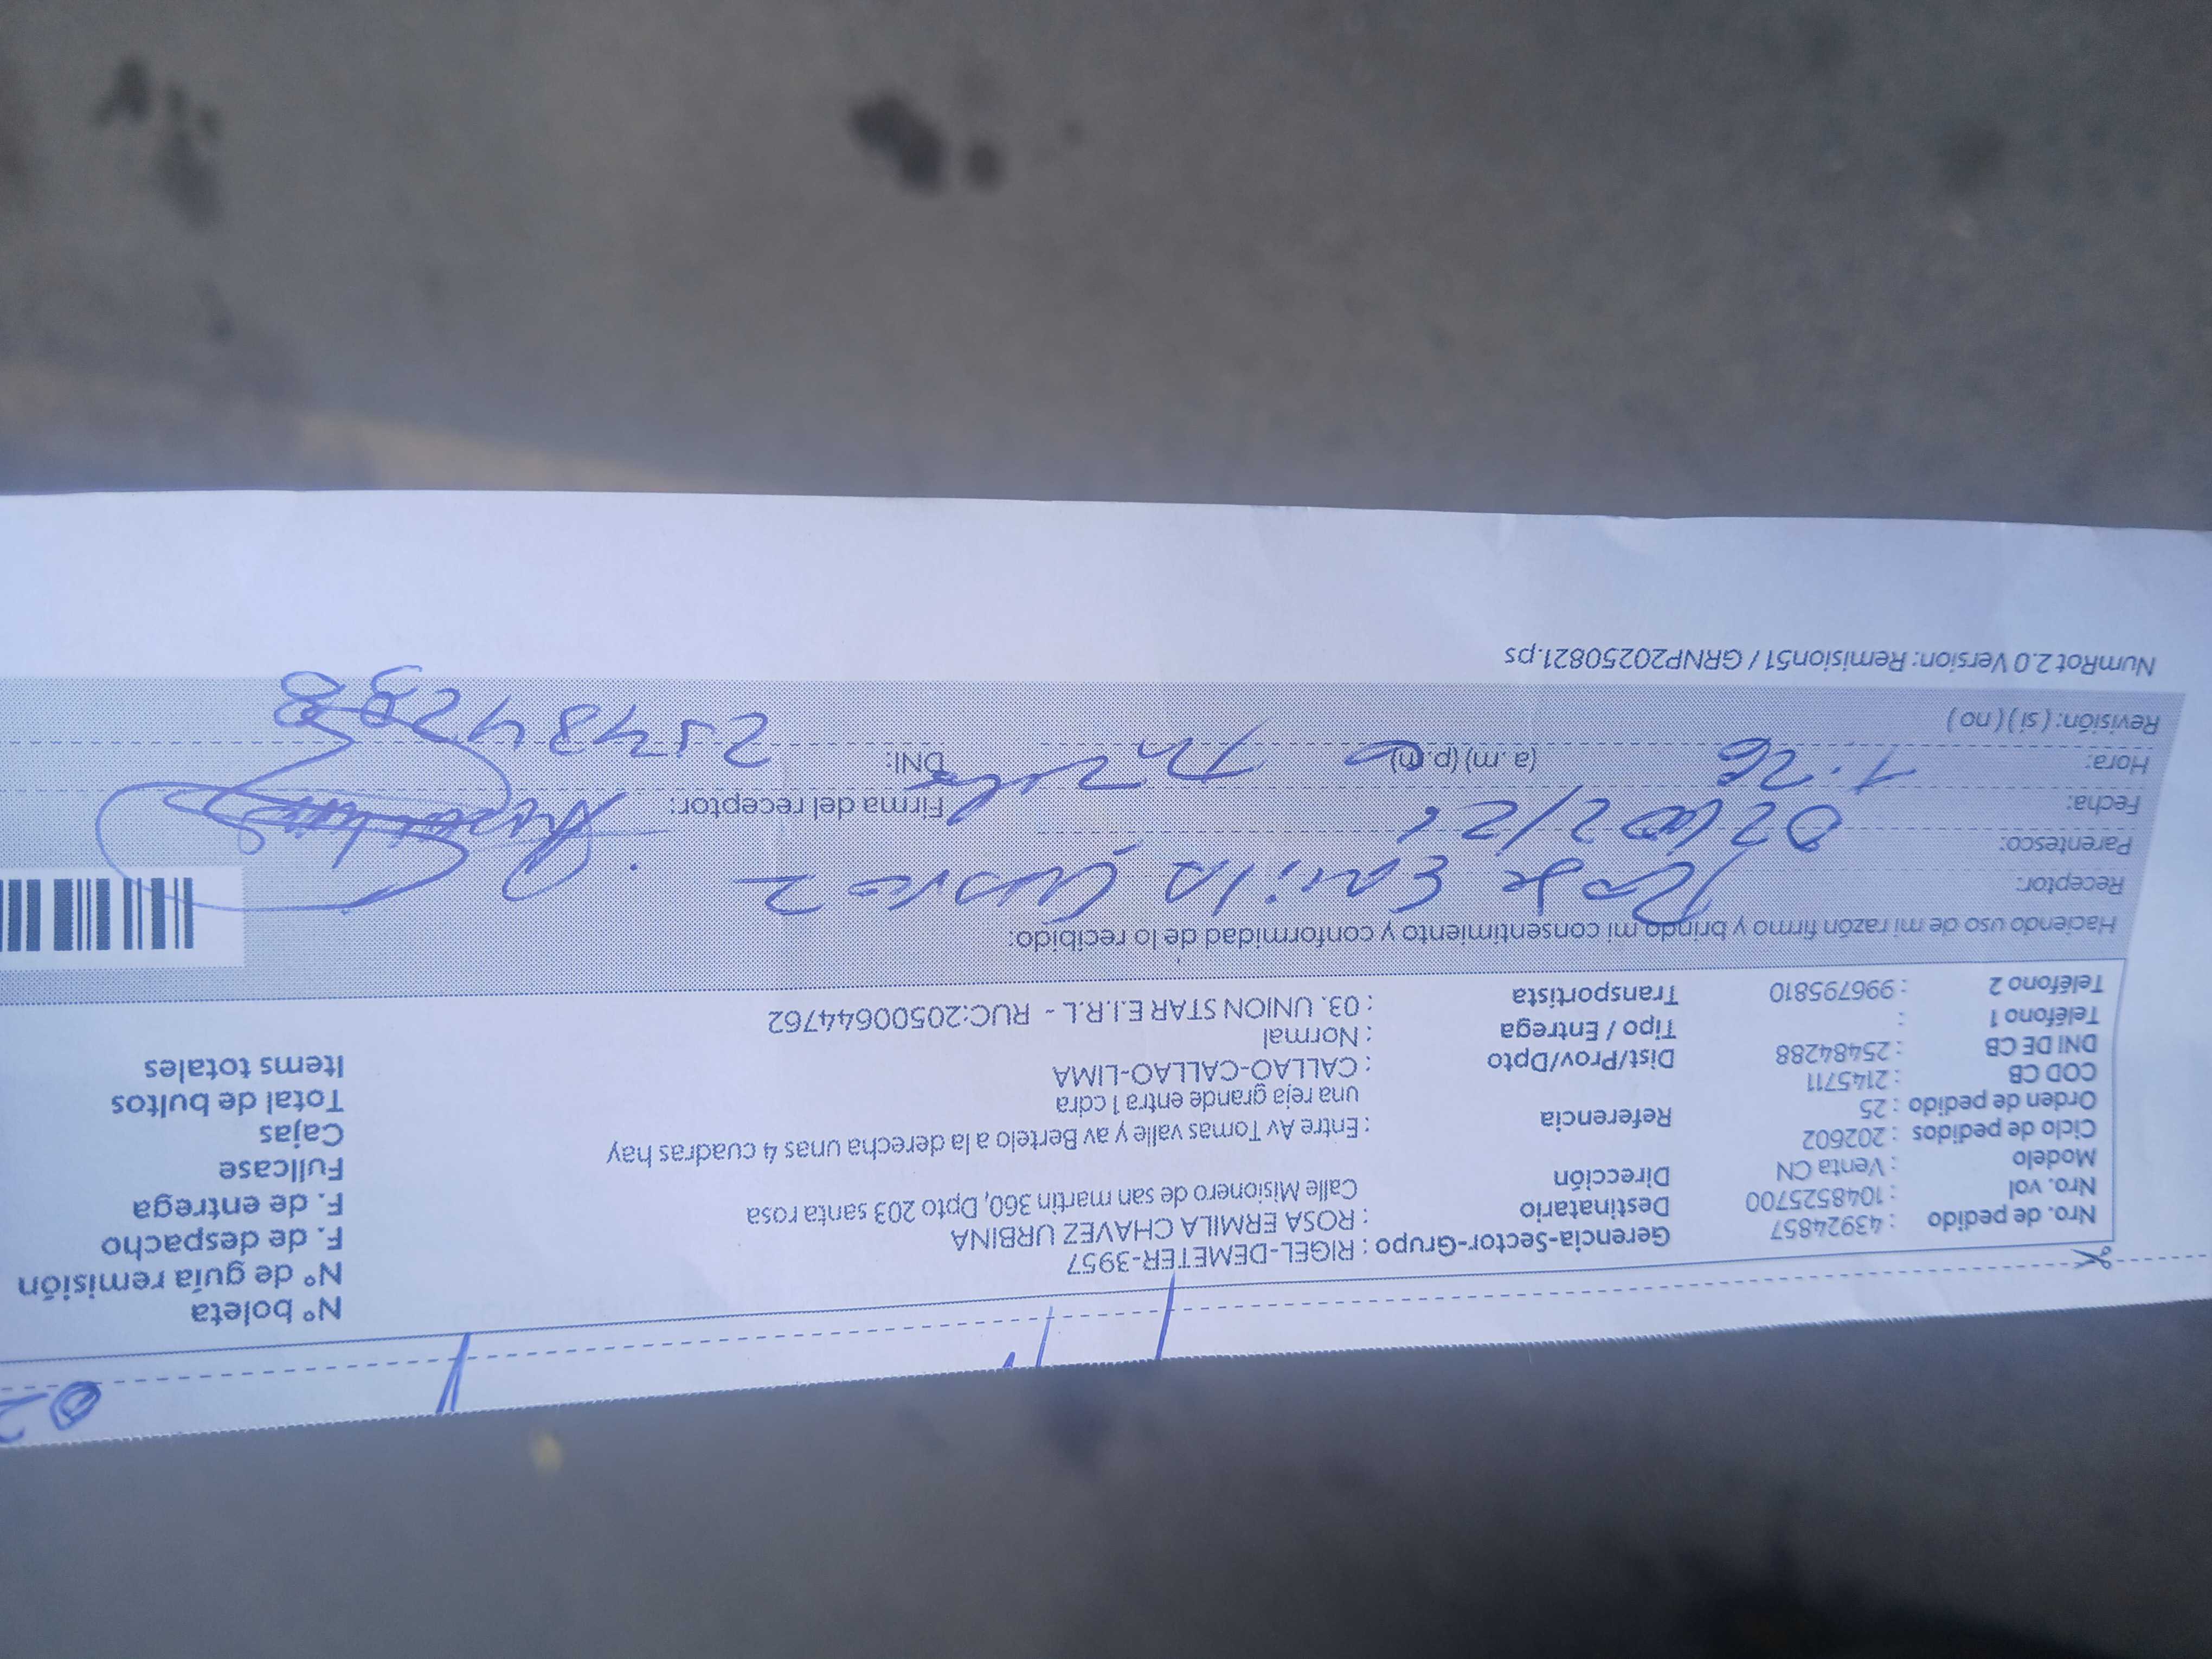 02
Nro. de pedido : 43924857
Nro. vol : 1048525700
Modelo : Venta CN
Ciclo de pedidos : 202602
Orden de pedido : 25
COD CB : 2145711
DNI DE CB : 25484288
Teléfono 1 :
Teléfono 2 : 996795810
Gerencia-Sector-Grupo : RIGEL-DEMETER-3957
Destinatario : ROSA ERMILA CHAVEZ URBINA
Dirección Calle Misionero de san martin 360, Dpto 203 santa rosa
Referencia : Entre Av Tomas valle y av Bertelo a la derecha unas 4 cuadras hay
una reja grande entra 1 cdra
Dist/Prov/Dpto : CALLAO-CALLAO-LIMA
Tipo / Entrega : Normal
Transportista : 03. UNION STAR E.I.R.L - RUC:20500644762
N° boleta
N° de guía remisión
F. de despacho
F. de entrega
Fullcase
Cajas
Total de bultos
Items totales
Haciendo uso de mi razón firmo y brindo mi consentimiento y conformidad de lo recibido:
Receptor: Rosa
Parentesco:
Fecha:
Hora: 1:26 (a. m) (p. m)
Revisión: ( si ) ( no )
Firma del receptor:
DNI: 25484288
NumRot 2.0 Version: Remision51 / GRNP20250821.ps